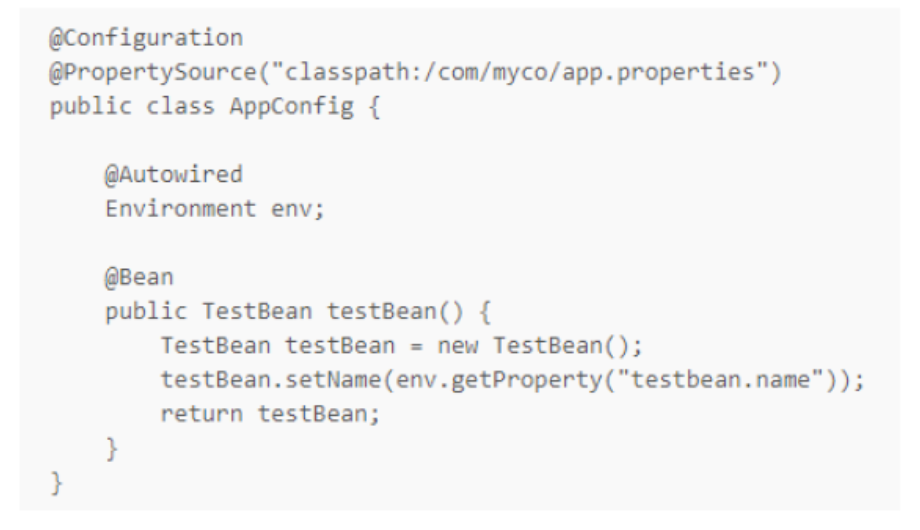 @Configuration
@PropertySource("classpath:/com/myco/app.properties")
public class AppConfig {
@Autowired
Environment env;
@Bean
public TestBean testBean() {
TestBean testBean = new TestBean();
testBean.setName(env.getProperty("testbean.name"));
return testBean;
}
}